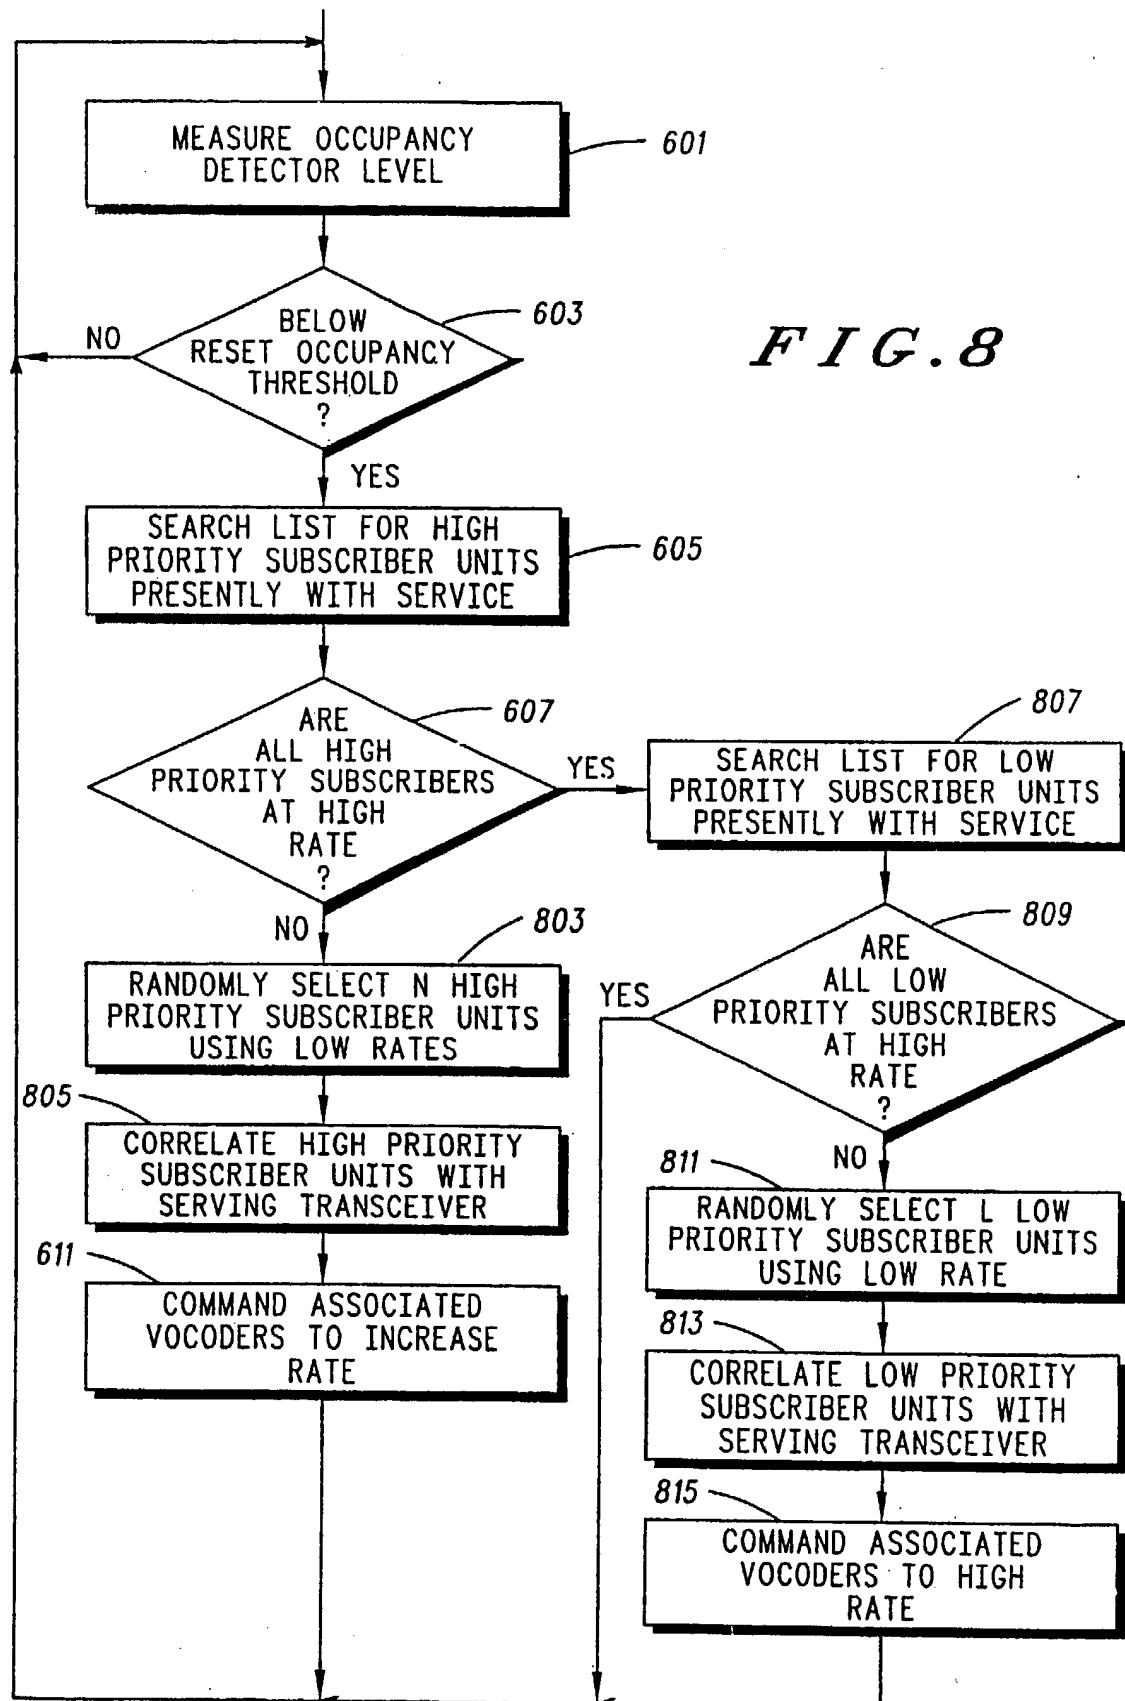 MEASURE OCCUPANCY
DETECTOR LEVEL
601
BELOW
RESET OCCUPANCY
THRESHOLD
?
603
NO
FIG.8
YES
SEARCH LIST FOR HIGH
PRIORITY SUBSCRIBER UNITS
PRESENTLY WITH SERVICE
605
ARE
ALL HIGH
PRIORITY SUBSCRIBERS
AT HIGH
RATE
?
607
YES
807
SEARCH LIST FOR LOW
PRIORITY SUBSCRIBER UNITS
PRESENTLY WITH SERVICE
NO
803
RANDOMLY SELECT N HIGH
PRIORITY SUBSCRIBER UNITS
USING LOW RATES
809
ARE
ALL LOW
PRIORITY SUBSCRIBERS
AT HIGH
RATE
?
YES
805
CORRELATE HIGH PRIORITY
SUBSCRIBER UNITS WITH
SERVING TRANSCEIVER
NO
811
RANDOMLY SELECT L LOW
PRIORITY SUBSCRIBER UNITS
USING LOW RATE
611
COMMAND ASSOCIATED
VOCODERS TO INCREASE
RATE
813
CORRELATE LOW PRIORITY
SUBSCRIBER UNITS WITH
SERVING TRANSCEIVER
815
COMMAND ASSOCIATED
VOCODERS TO HIGH
RATE